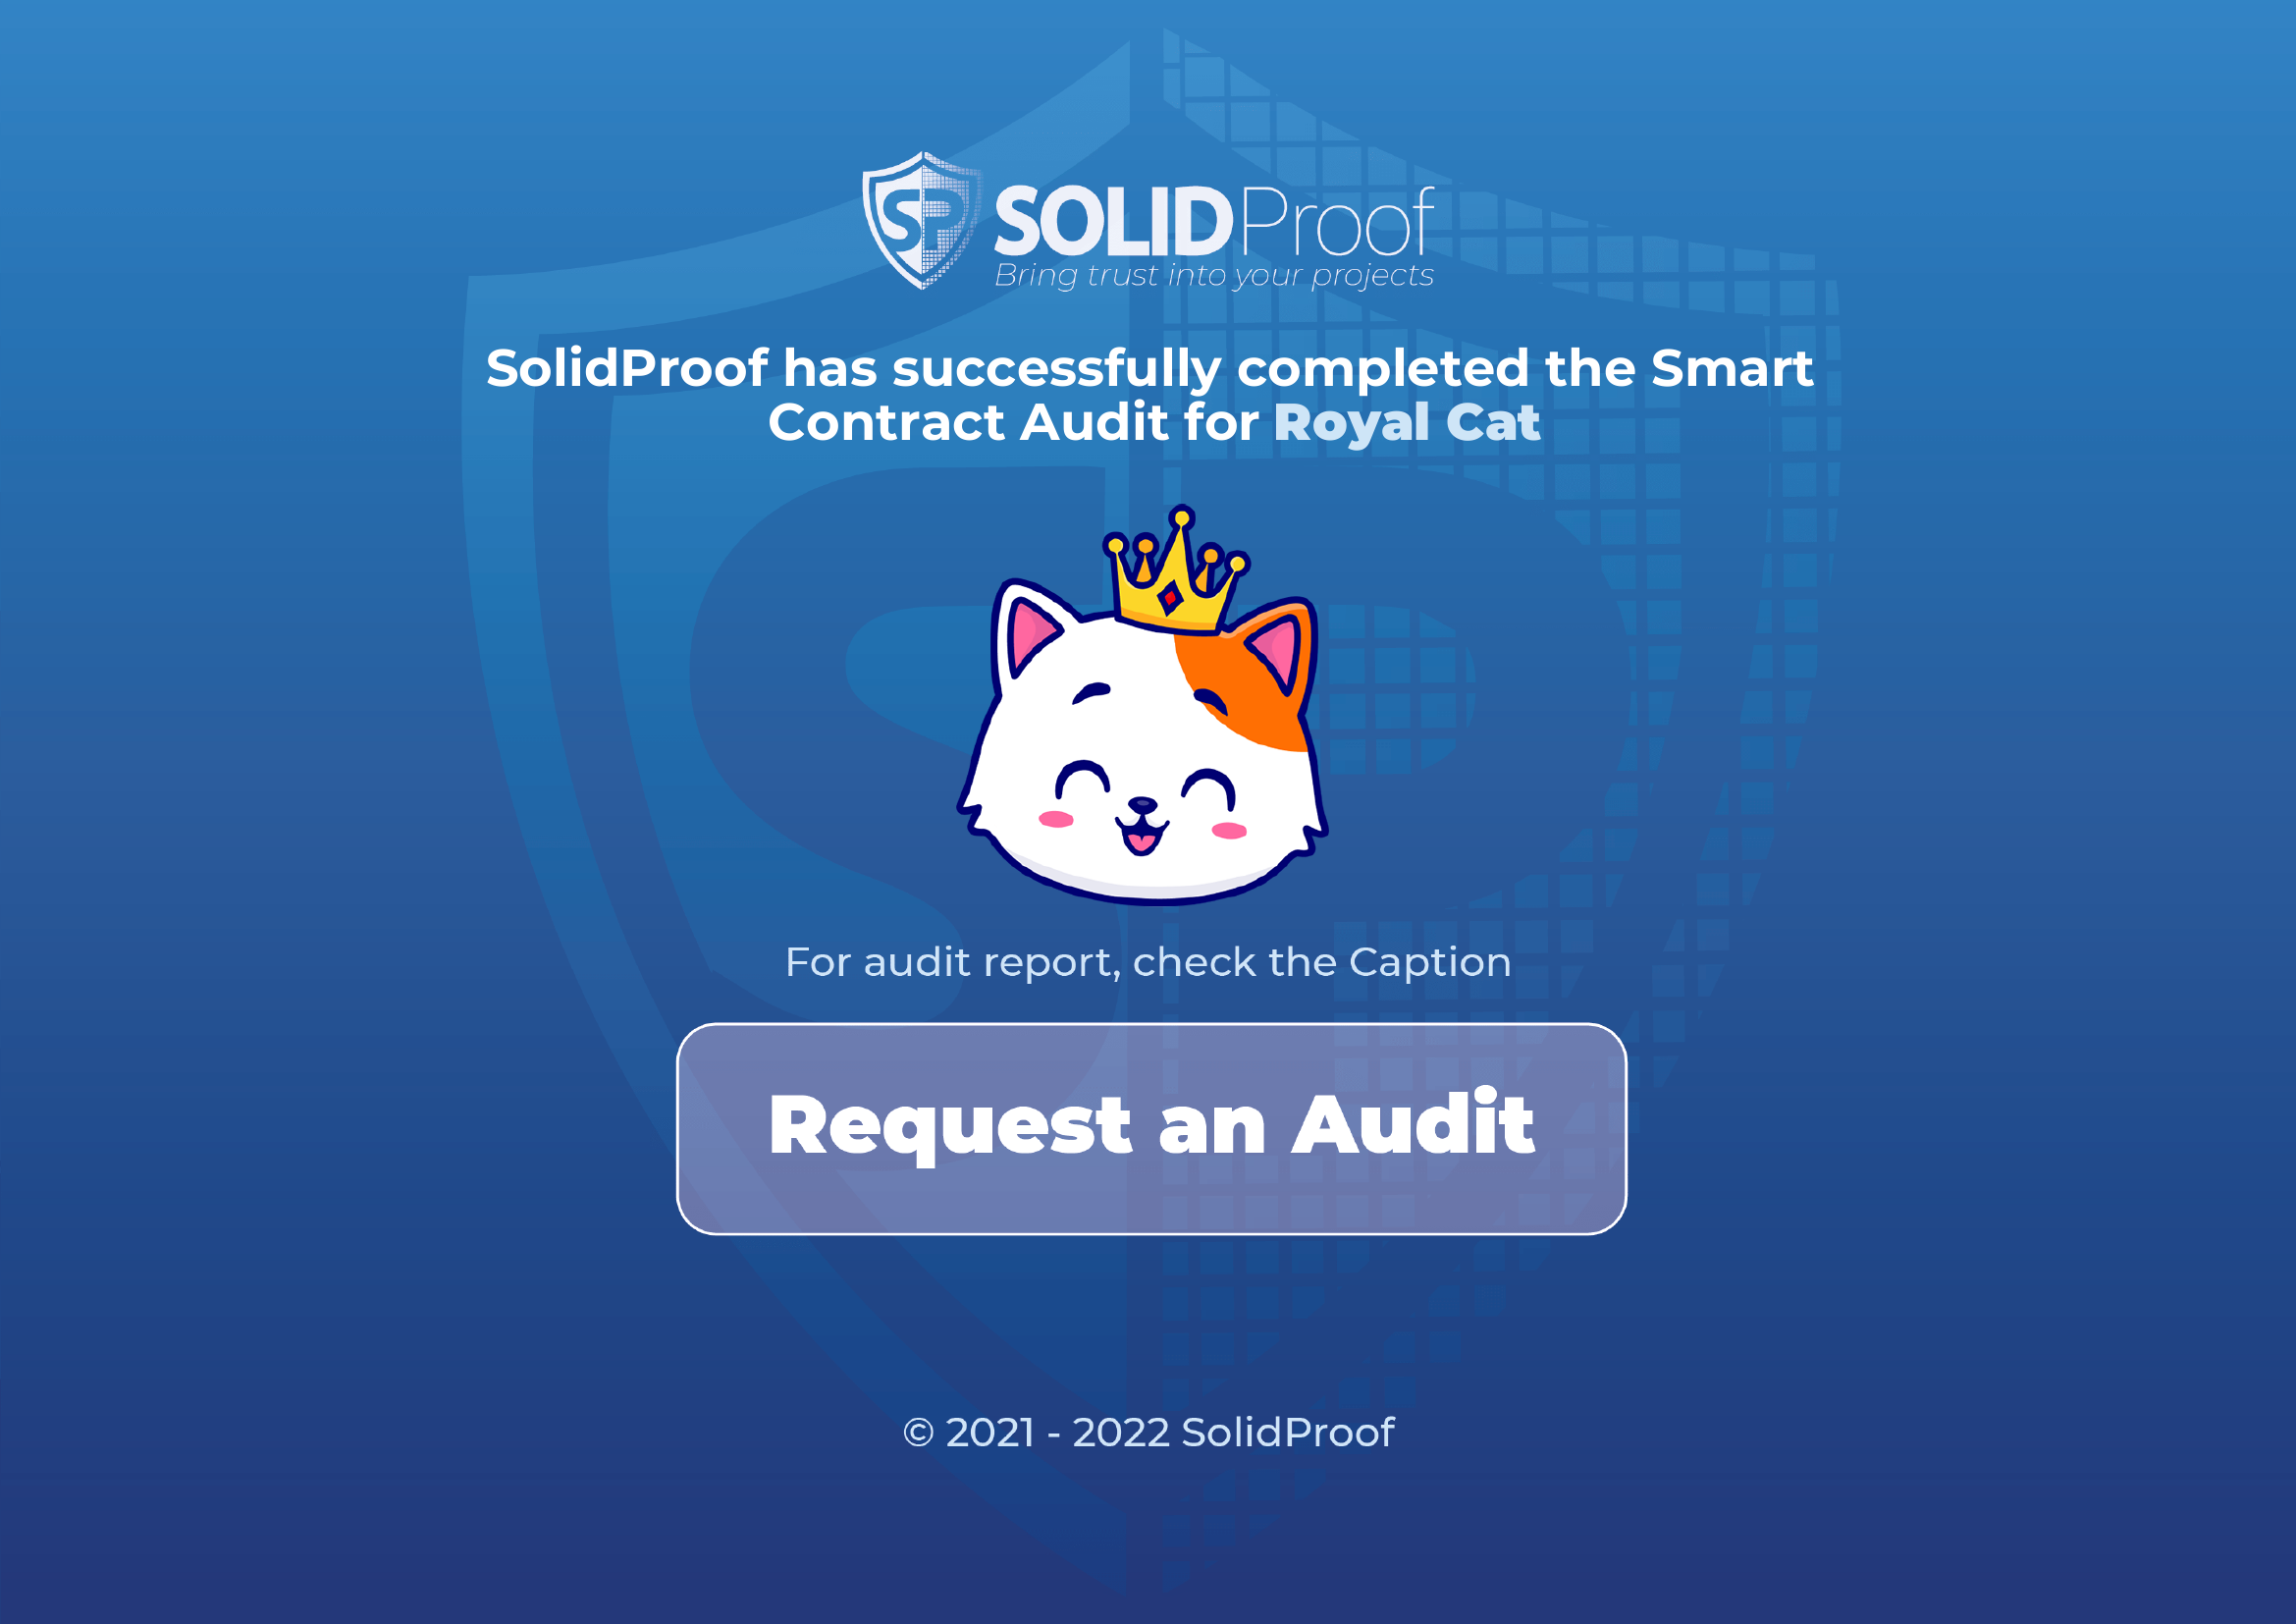 SP SOLIDProof
Bring trust into your projects
SolidProof has successfully completed the Smart
Contract Audit for Royal Cat
For audit report, check the Caption
Request an Audit
© 2021 - 2022 SolidProof